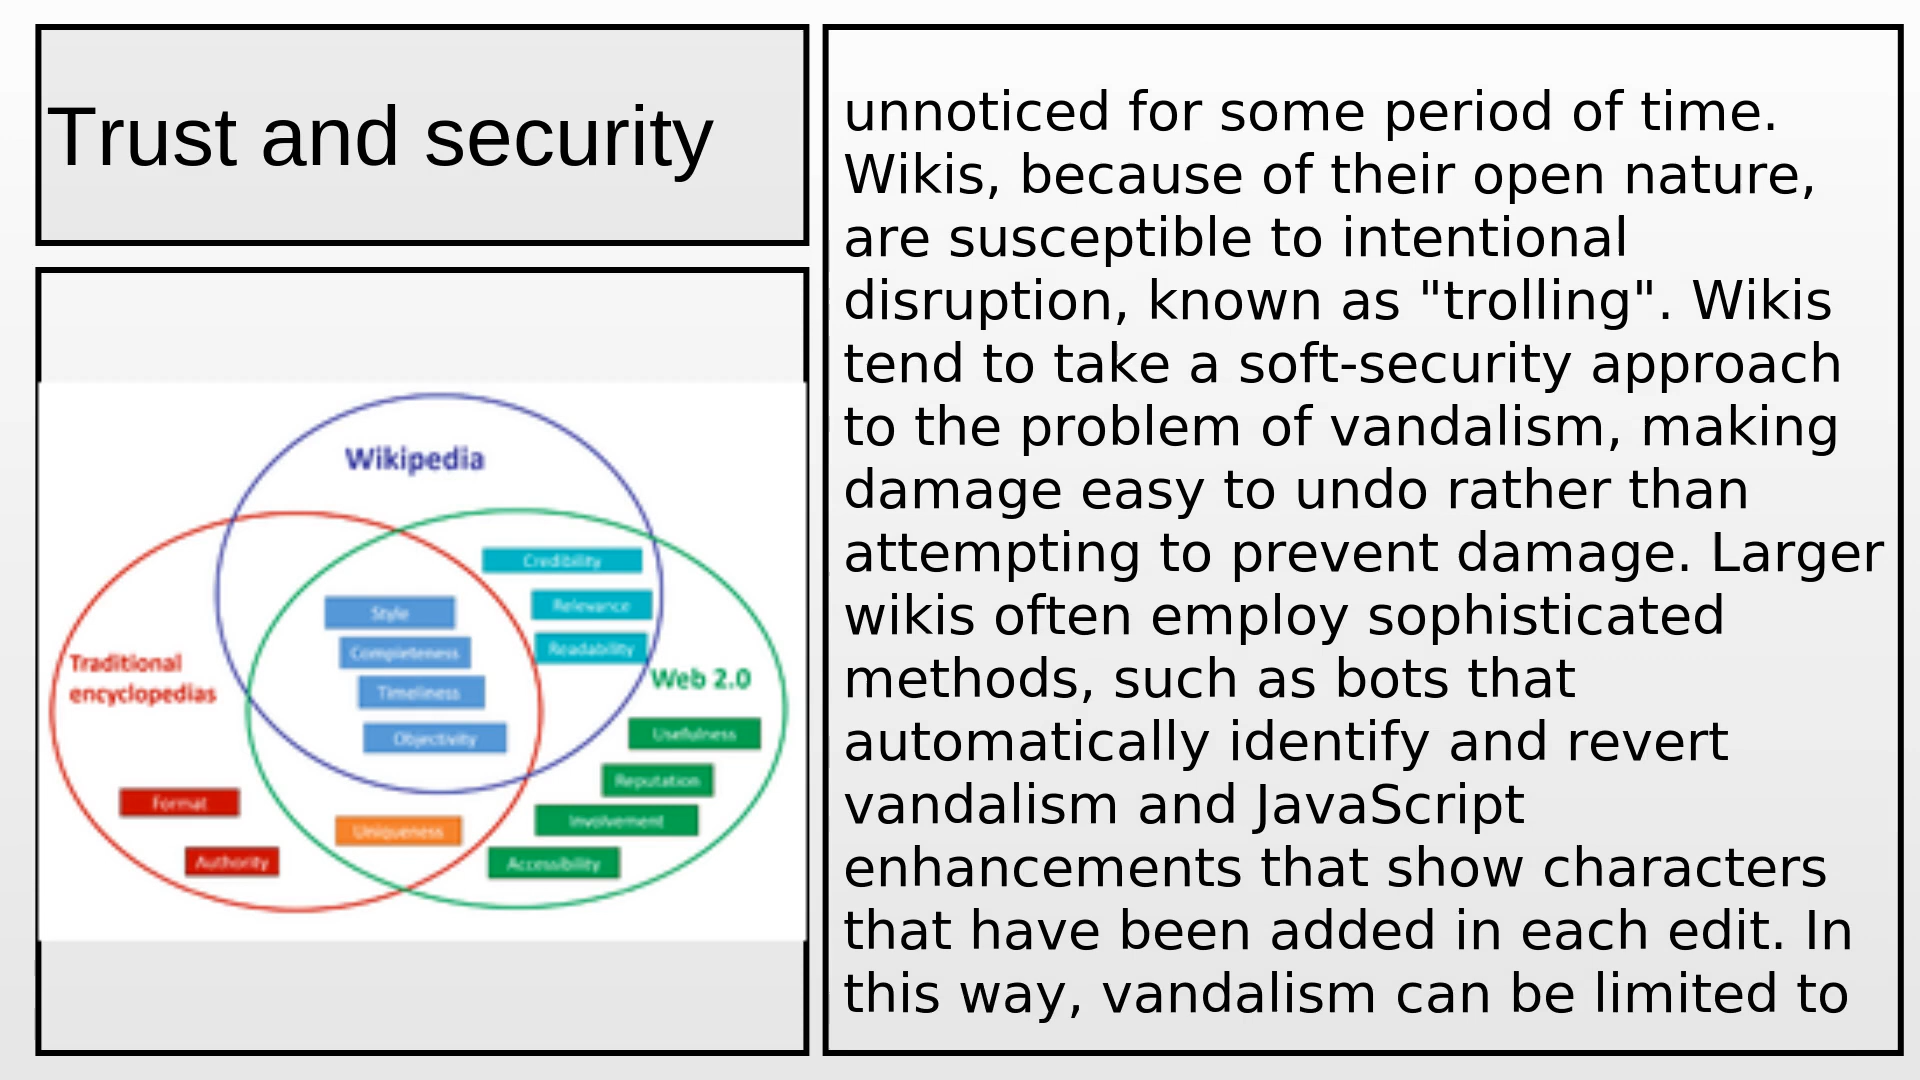 Trust and security
Wikipedia
Credibility
Style
Relevance
Completeness
Readability
Traditional
encyclopedias
Web 2.0
Timeliness
Objectivity
Usefulness
Reputation
Format
Involvement
Uniqueness
Authority
Accessibility
unnoticed for some period of time.
Wikis, because of their open nature,
are susceptible to intentional
disruption, known as "trolling". Wikis
tend to take a soft-security approach
to the problem of vandalism, making
damage easy to undo rather than
attempting to prevent damage. Larger
wikis often employ sophisticated
methods, such as bots that
automatically identify and revert
vandalism and JavaScript
enhancements that show characters
that have been added in each edit. In
this way, vandalism can be limited to